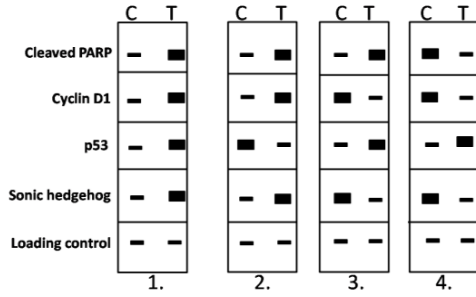 C T C T C T C T
Cleaved PARP
Cyclin D1
p53
Sonic hedgehog
Loading control
1. 2. 3. 4.